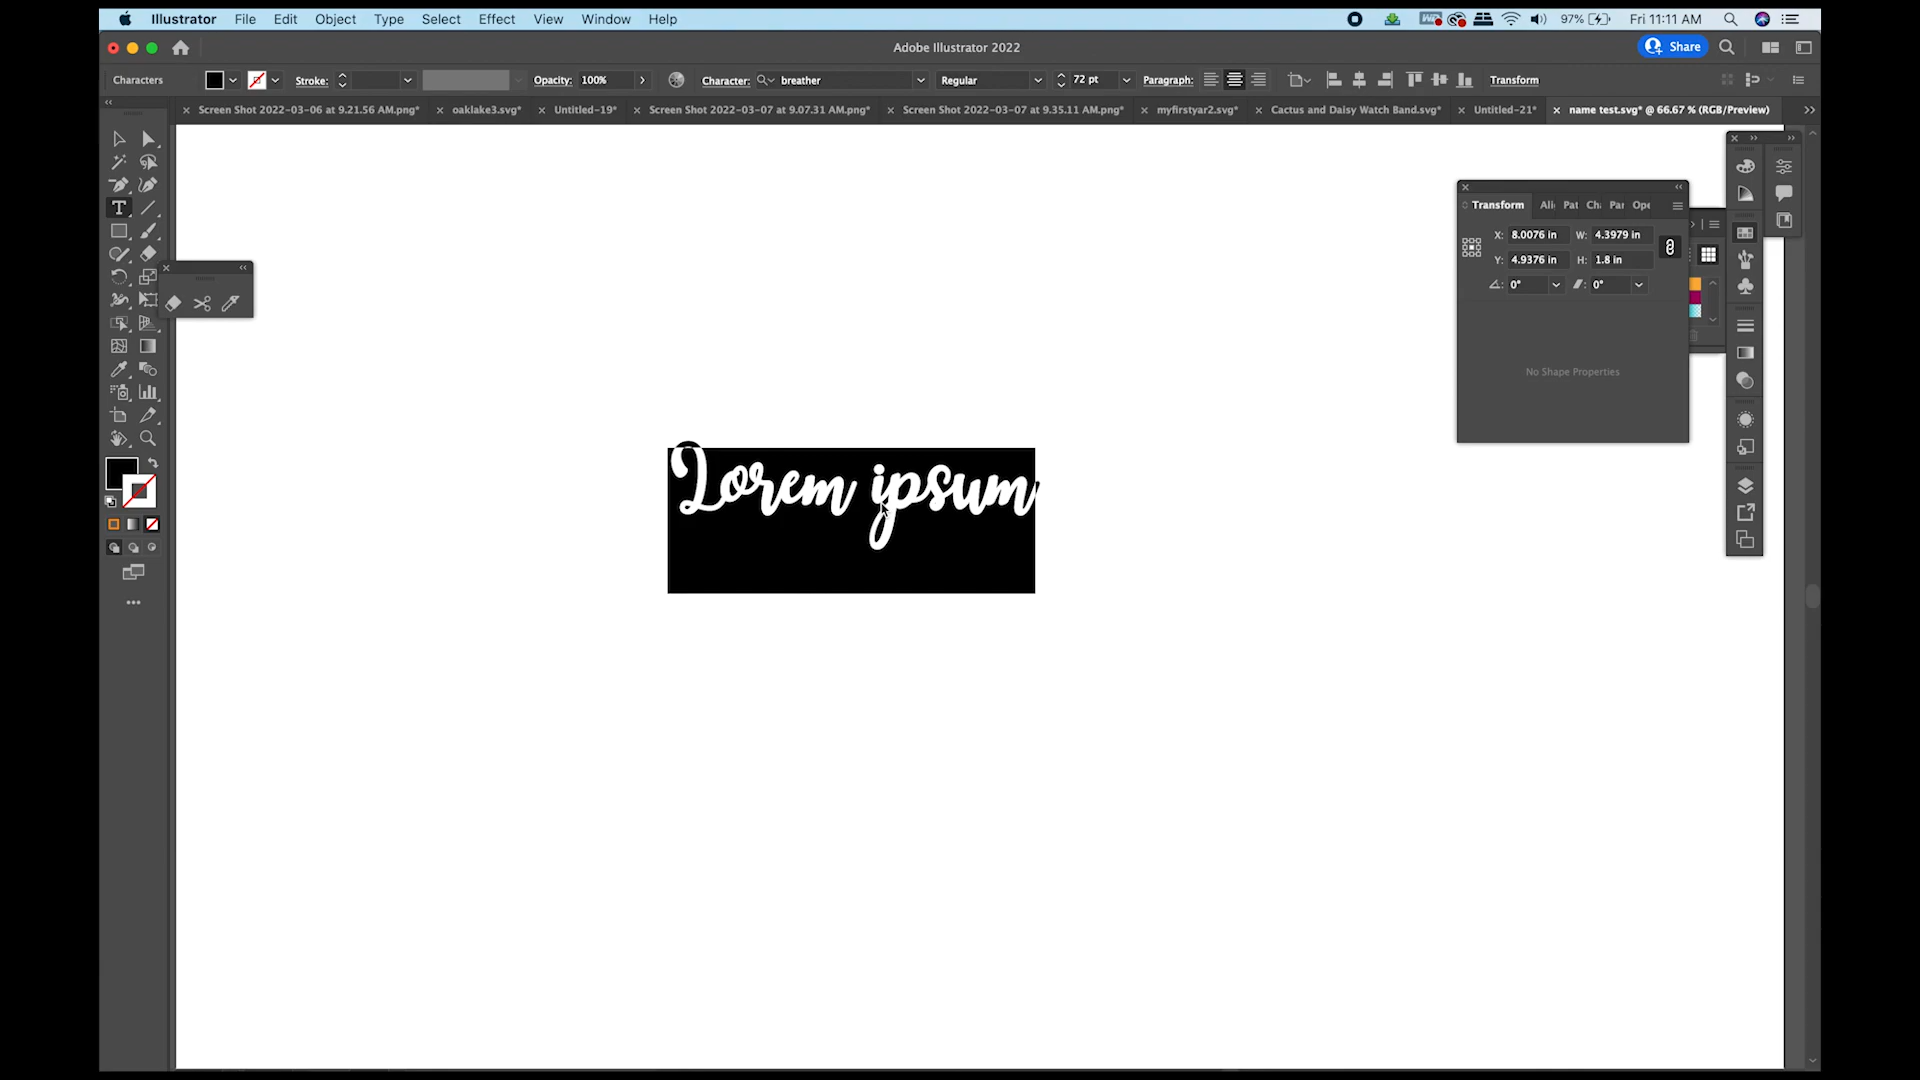 Illustrator File Edit Object Type Select Effect View Window Help 97% Fri 11:11 AM
Adobe Illustrator 2022 Share
Characters Stroke: Opacity: 100% Character: breather Regular 72 pt Paragraph: Transform
Screen Shot 2022-03-06 at 9.21.56 AM.png* oaklake3.svg* Untitled-19* Screen Shot 2022-03-07 at 9.07.31 AM.png* Screen Shot 2022-03-07 at 9.35.11 AM.png* myfirstyar2.svg* Cactus and Daisy Watch Band.svg* Untitled-21* name test.svg* @ 66.67 % (RGB/Preview)
Transform Ali Pat Ch Par Ope
X: 8.0076 in W: 4.3979 in
Y: 4.9376 in H: 1.8 in
0° 0°
No Shape Properties
Lorem ipsum